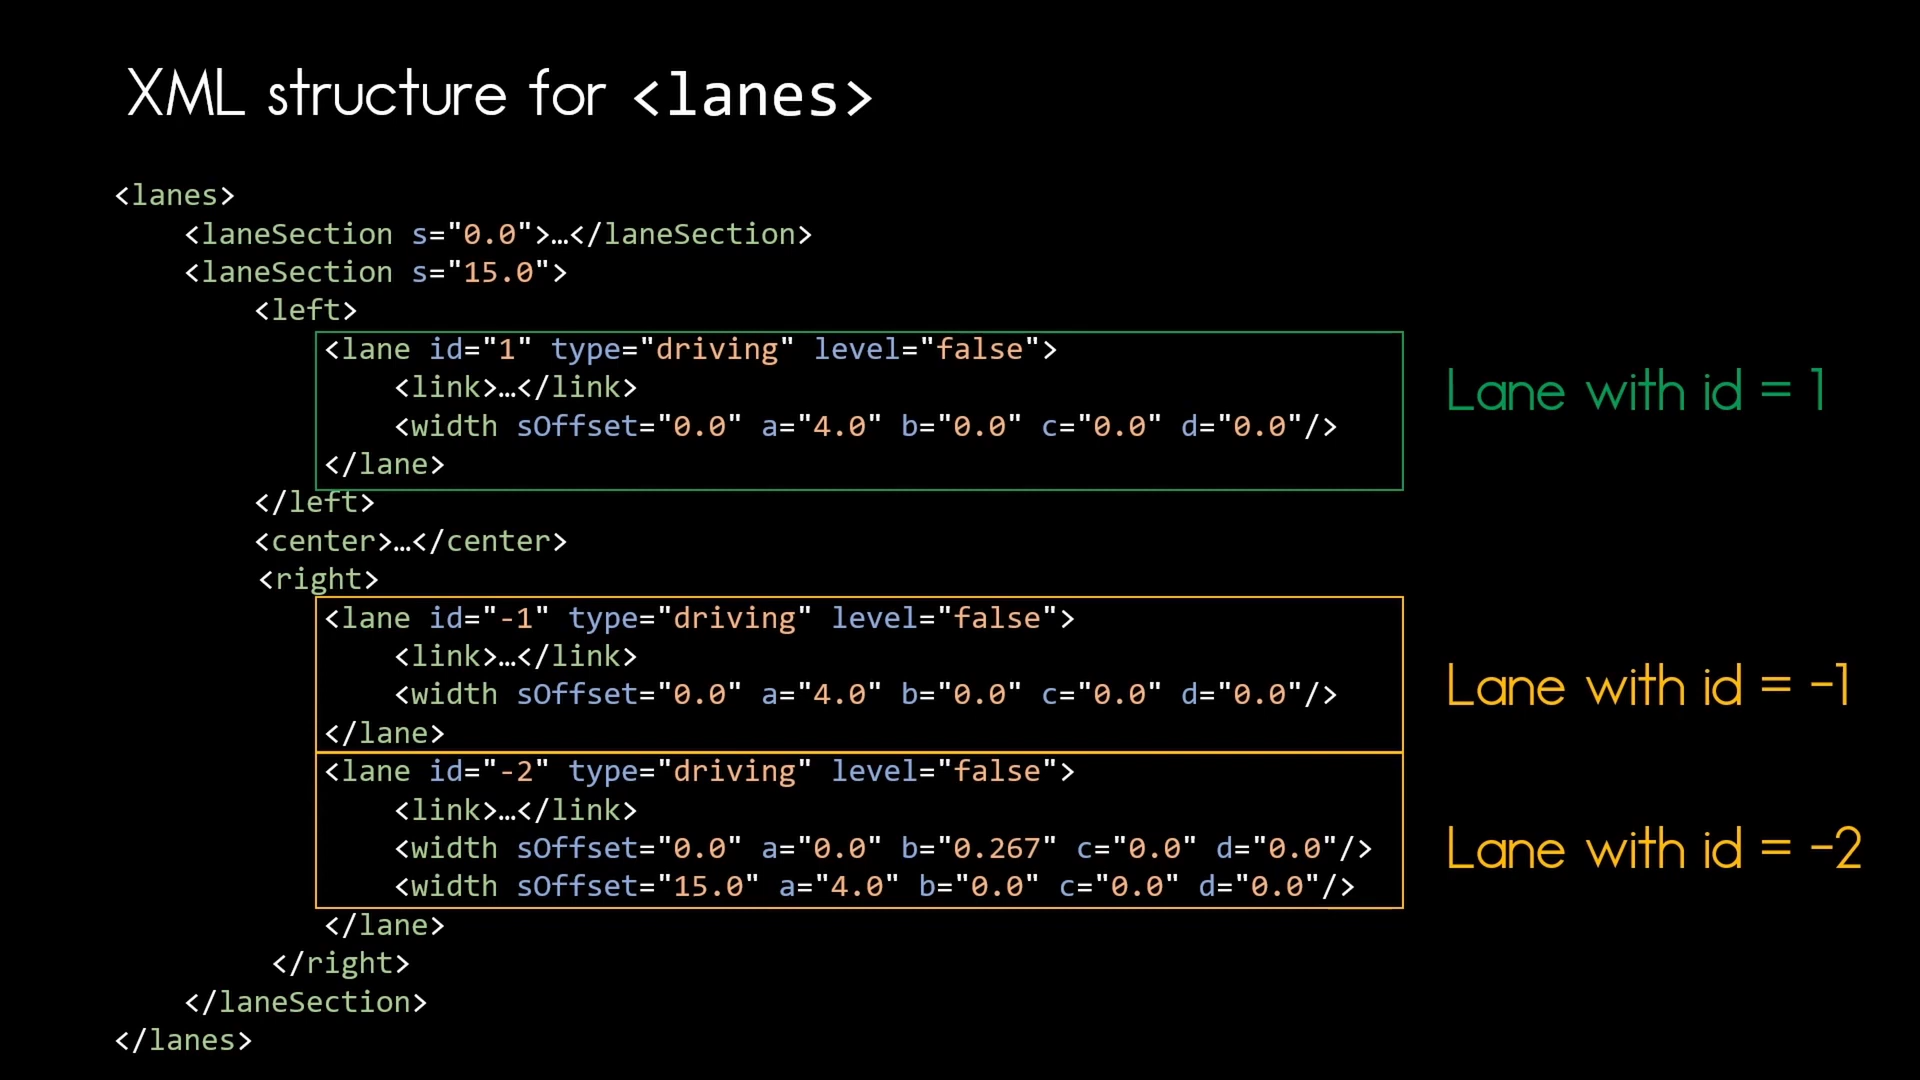 XML structure for <lanes>
<lanes>
<laneSection s="0.0">…</laneSection>
<laneSection s="15.0">
<left>
<lane id="1" type="driving" level="false">
<link>…</link>
<width sOffset="0.0" a="4.0" b="0.0" c="0.0" d="0.0"/>
</lane>
Lane with id = 1
</left>
<center>…</center>
<right>
<lane id="-1" type="driving" level="false">
<link>…</link>
<width sOffset="0.0" a="4.0" b="0.0" c="0.0" d="0.0"/>
</lane>
Lane with id = -1
<lane id="-2" type="driving" level="false">
<link>…</link>
<width sOffset="0.0" a="0.0" b="0.267" c="0.0" d="0.0"/>
<width sOffset="15.0" a="4.0" b="0.0" c="0.0" d="0.0"/>
Lane with id = -2
</lane>
</right>
</laneSection>
</lanes>